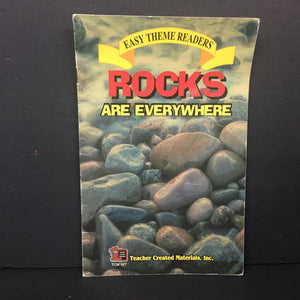 EASY THEME READERS
ROCKS
ARE EVERYWHERE
Teacher Created Materials, Inc.